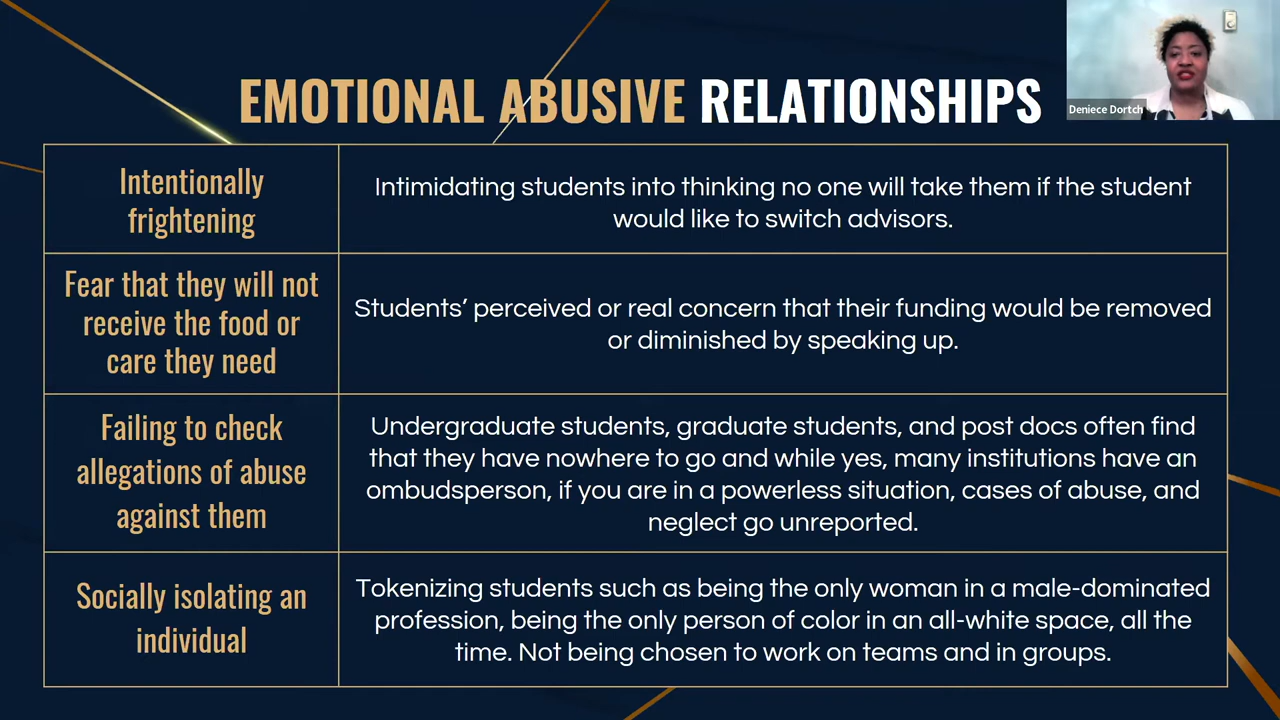 EMOTIONAL ABUSIVE RELATIONSHIPS
Deniece Dortch
Intentionally
frightening
Intimidating students into thinking no one will take them if the student
would like to switch advisors.
Fear that they will not
receive the food or
care they need
Students’ perceived or real concern that their funding would be removed
or diminished by speaking up.
Failing to check
allegations of abuse
against them
Undergraduate students, graduate students, and post docs often find
that they have nowhere to go and while yes, many institutions have an
ombudsperson, if you are in a powerless situation, cases of abuse, and
neglect go unreported.
Socially isolating an
individual
Tokenizing students such as being the only woman in a male-dominated
profession, being the only person of color in an all-white space, all the
time. Not being chosen to work on teams and in groups.